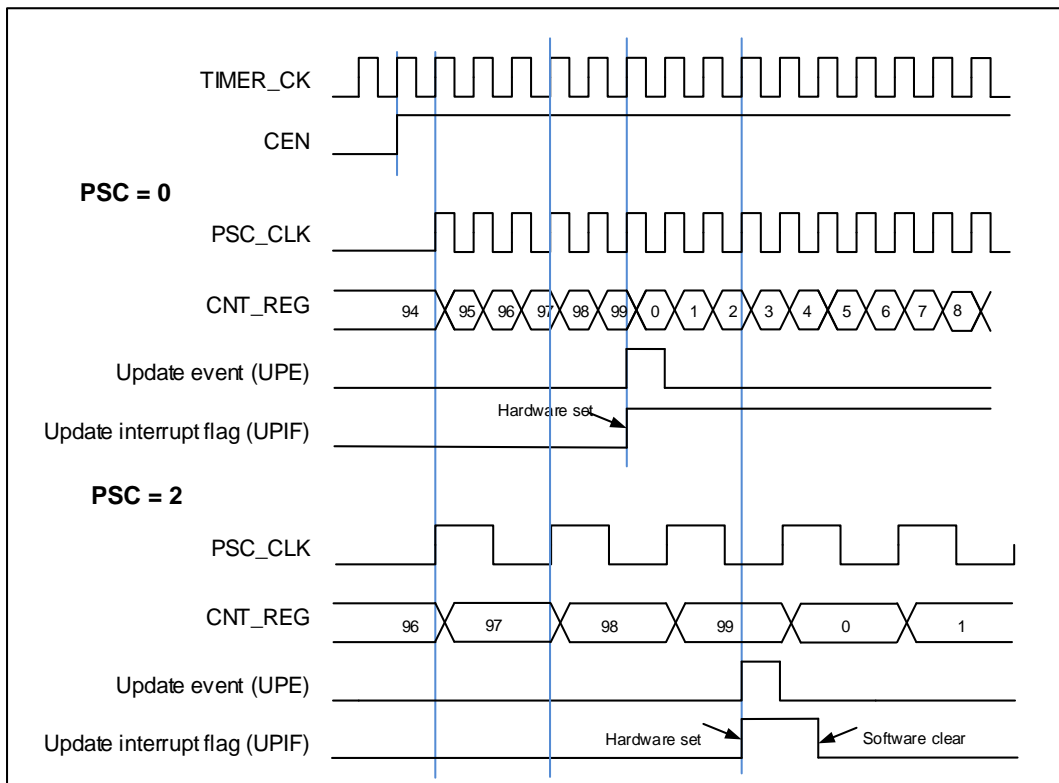 TIMER_CK
CEN
PSC = 0
PSC_CLK
CNT_REG 94 95 96 97 98 99 0 1 2 3 4 5 6 7 8
Update event (UPE)
Hardware set
Update interrupt flag (UPIF)
PSC = 2
PSC_CLK
CNT_REG 96 97 98 99 0 1
Update event (UPE)
Update interrupt flag (UPIF) Hardware set Software clear